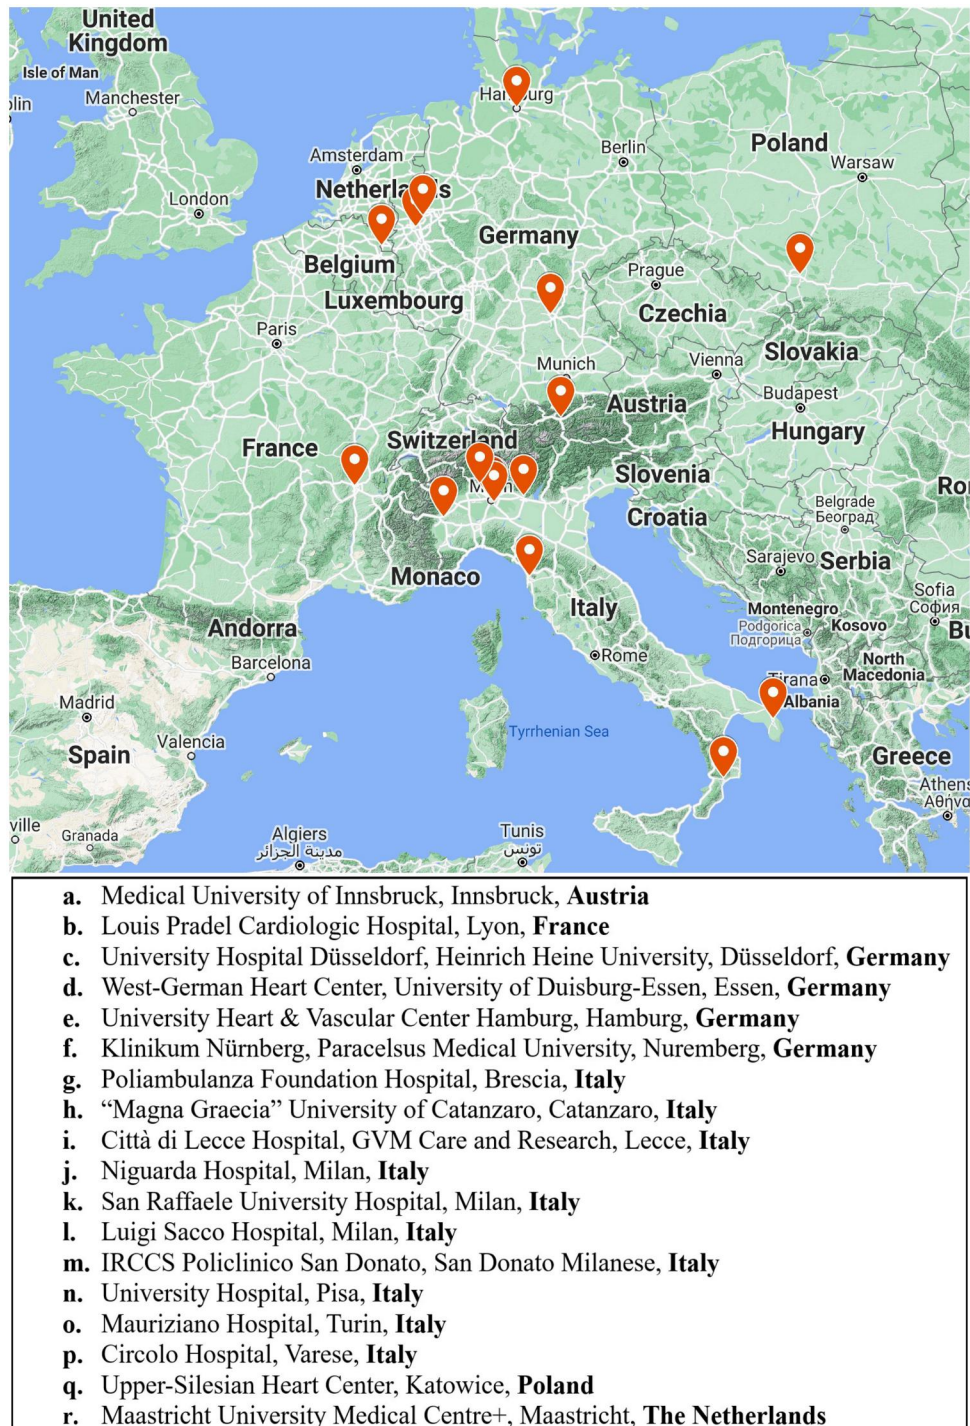 United
Kingdom
Isle of Man
Manchester
London
Amsterdam
Berlin
Poland
Warsaw
Germany
Belgium
Luxembourg
Prague
Czechia
Paris
Munich
Vienna
Slovakia
Austria
Budapest
Hungary
France
Switzerland
Slovenia
Croatia
Belgrade
Београд
Sarajevo
Serbia
Monaco
Italy
Sofia
София
Montenegro
Podgorica
Подгорица
Kosovo
Andorra
Barcelona
Rome
North
Macedonia
Tirana
Albania
Madrid
Spain
Valencia
Tyrrhenian Sea
Greece
Granada
Algiers
مدينة الجزائر
Tunis
تونس
a. Medical University of Innsbruck, Innsbruck, Austria
b. Louis Pradel Cardiologic Hospital, Lyon, France
c. University Hospital Düsseldorf, Heinrich Heine University, Düsseldorf, Germany
d. West-German Heart Center, University of Duisburg-Essen, Essen, Germany
e. University Heart & Vascular Center Hamburg, Hamburg, Germany
f. Klinikum Nürnberg, Paracelsus Medical University, Nuremberg, Germany
g. Poliambulanza Foundation Hospital, Brescia, Italy
h. “Magna Graecia” University of Catanzaro, Catanzaro, Italy
i. Città di Lecce Hospital, GVM Care and Research, Lecce, Italy
j. Niguarda Hospital, Milan, Italy
k. San Raffaele University Hospital, Milan, Italy
l. Luigi Sacco Hospital, Milan, Italy
m. IRCCS Policlinico San Donato, San Donato Milanese, Italy
n. University Hospital, Pisa, Italy
o. Mauriziano Hospital, Turin, Italy
p. Circolo Hospital, Varese, Italy
q. Upper-Silesian Heart Center, Katowice, Poland
r. Maastricht University Medical Centre+, Maastricht, The Netherlands